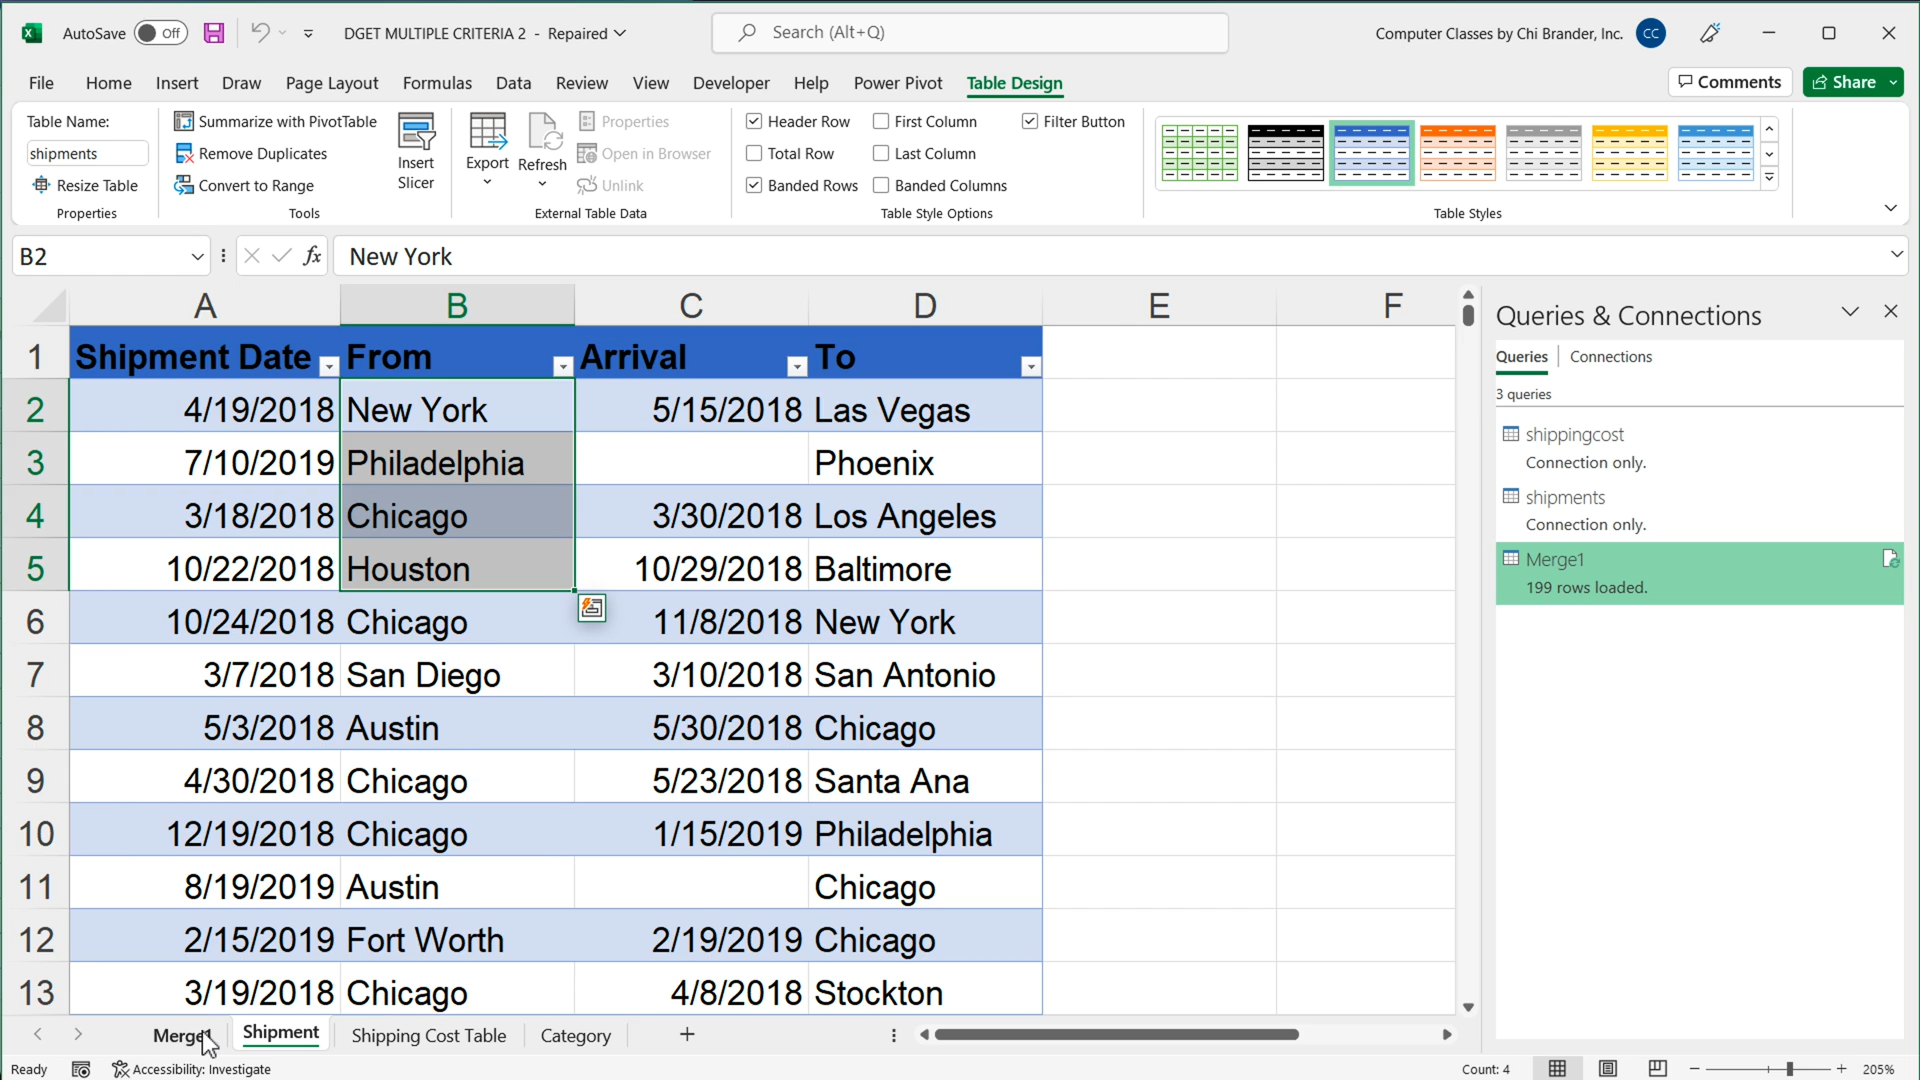 AutoSave Off DGET MULTIPLE CRITERIA 2 - Repaired Search (Alt+Q) Computer Classes by Chi Brander, Inc. CC
File Home Insert Draw Page Layout Formulas Data Review View Developer Help Power Pivot Table Design Comments Share
Table Name:
shipments
Resize Table
Properties
Summarize with PivotTable
Remove Duplicates
Convert to Range
Tools
Insert
Slicer
Export
Refresh
Properties
Open in Browser
Unlink
External Table Data
Header Row First Column Filter Button
Total Row Last Column
Banded Rows Banded Columns
Table Style Options
Table Styles
B2 fx New York
A B C D E F
1 Shipment Date From Arrival To
2 4/19/2018 New York 5/15/2018 Las Vegas
3 7/10/2019 Philadelphia Phoenix
4 3/18/2018 Chicago 3/30/2018 Los Angeles
5 10/22/2018 Houston 10/29/2018 Baltimore
6 10/24/2018 Chicago 11/8/2018 New York
7 3/7/2018 San Diego 3/10/2018 San Antonio
8 5/3/2018 Austin 5/30/2018 Chicago
9 4/30/2018 Chicago 5/23/2018 Santa Ana
10 12/19/2018 Chicago 1/15/2019 Philadelphia
11 8/19/2019 Austin Chicago
12 2/15/2019 Fort Worth 2/19/2019 Chicago
13 3/19/2018 Chicago 4/8/2018 Stockton
Queries & Connections
Queries Connections
3 queries
shippingcost
Connection only.
shipments
Connection only.
Merge1
199 rows loaded.
Merge1 Shipment Shipping Cost Table Category
Ready Accessibility: Investigate Count: 4 205%